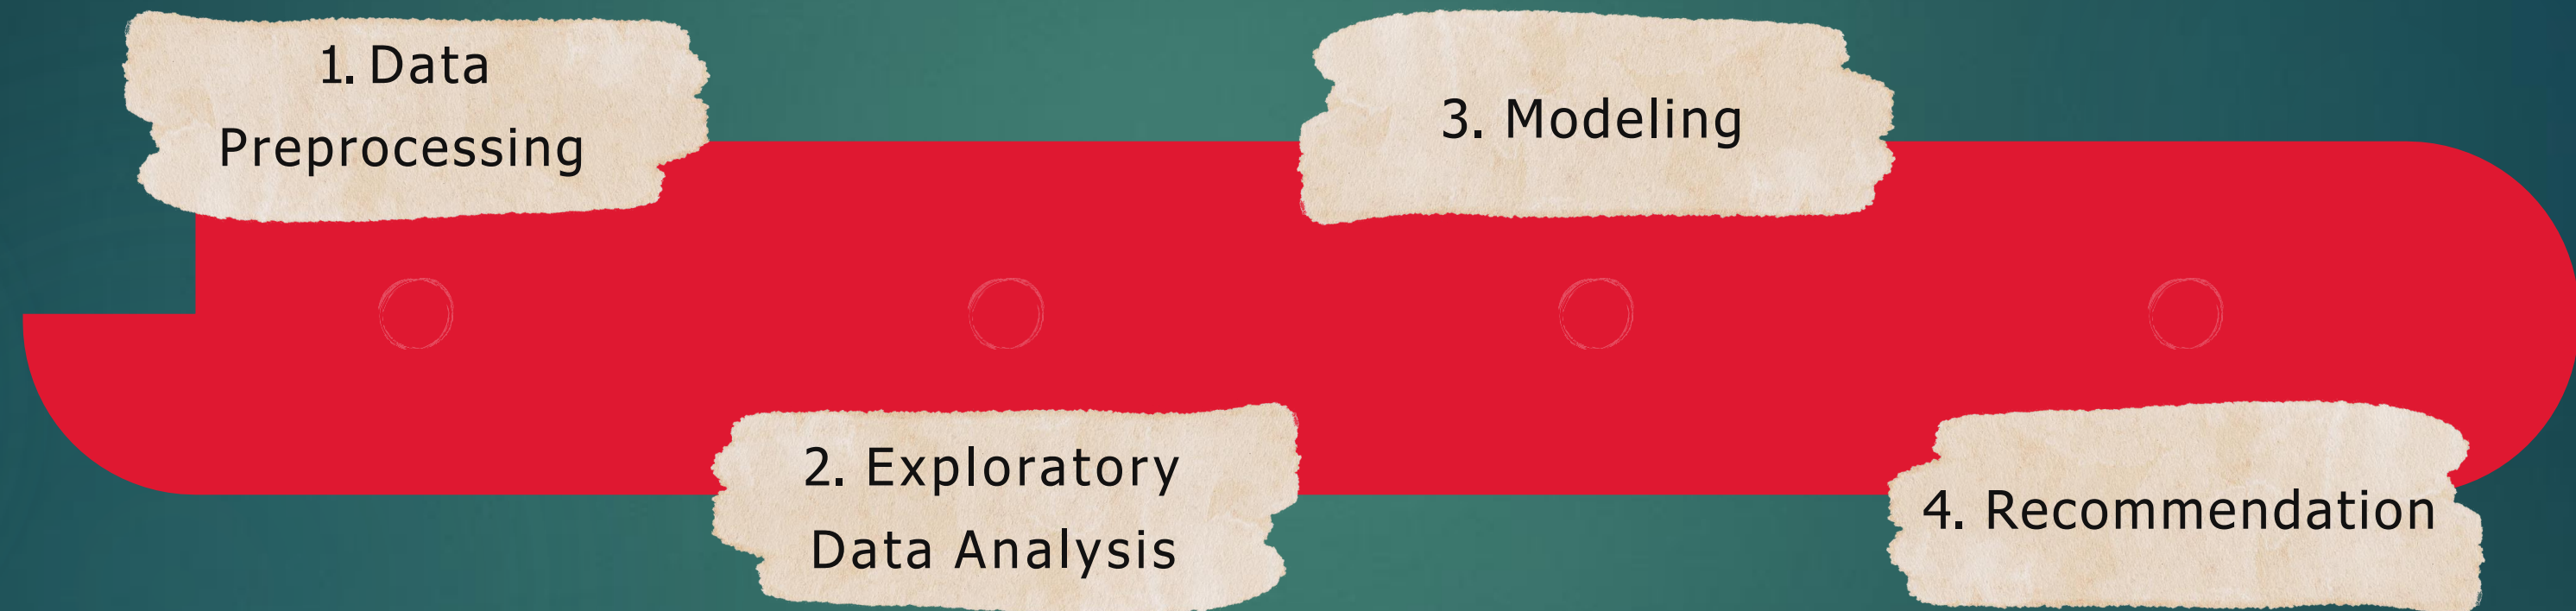 1. Data
Preprocessing
2. Exploratory
Data Analysis
3. Modeling
4. Recommendation